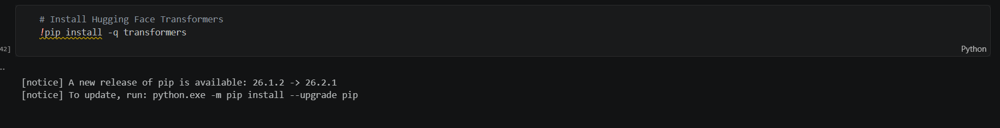 # Install Hugging Face Transformers
!pip install -q transformers
42]
Python
..
[notice] A new release of pip is available: 26.1.2 -> 26.2.1
[notice] To update, run: python.exe -m pip install --upgrade pip